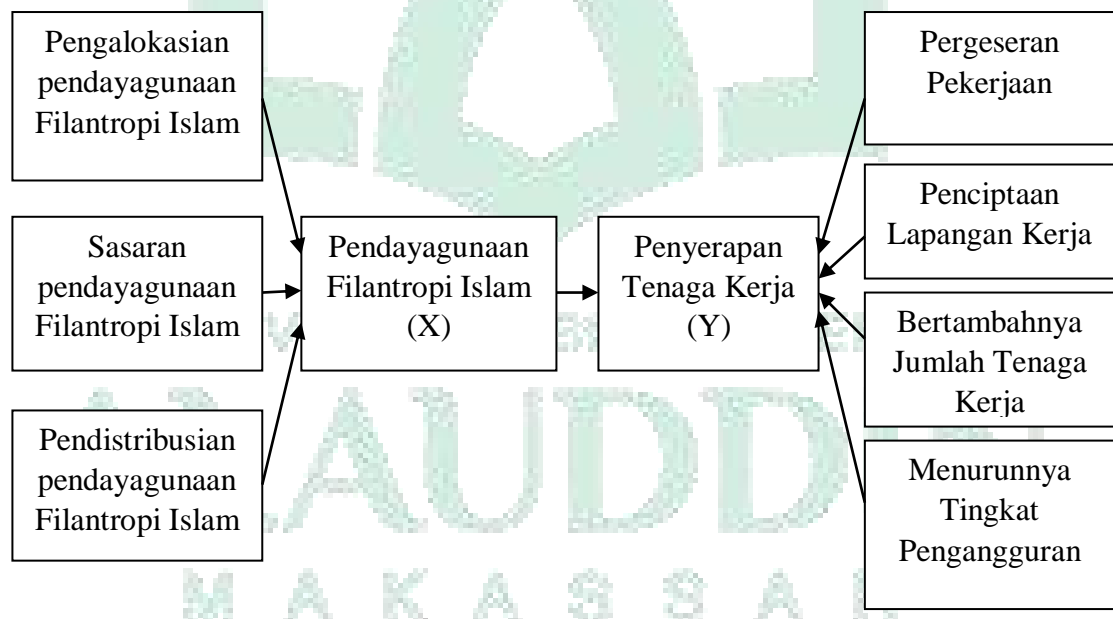 Pengalokasian
pendayagunaan
Filantropi Islam
Sasaran
pendayagunaan
Filantropi Islam
Pendistribusian
pendayagunaan
Filantropi Islam
Pendayagunaan
Filantropi Islam
(X)
Penyerapan
Tenaga Kerja
(Y)
Pergeseran
Pekerjaan
Penciptaan
Lapangan Kerja
Bertambahnya
Jumlah Tenaga
Kerja
Menurunnya
Tingkat
Pengangguran
MAKASSAR